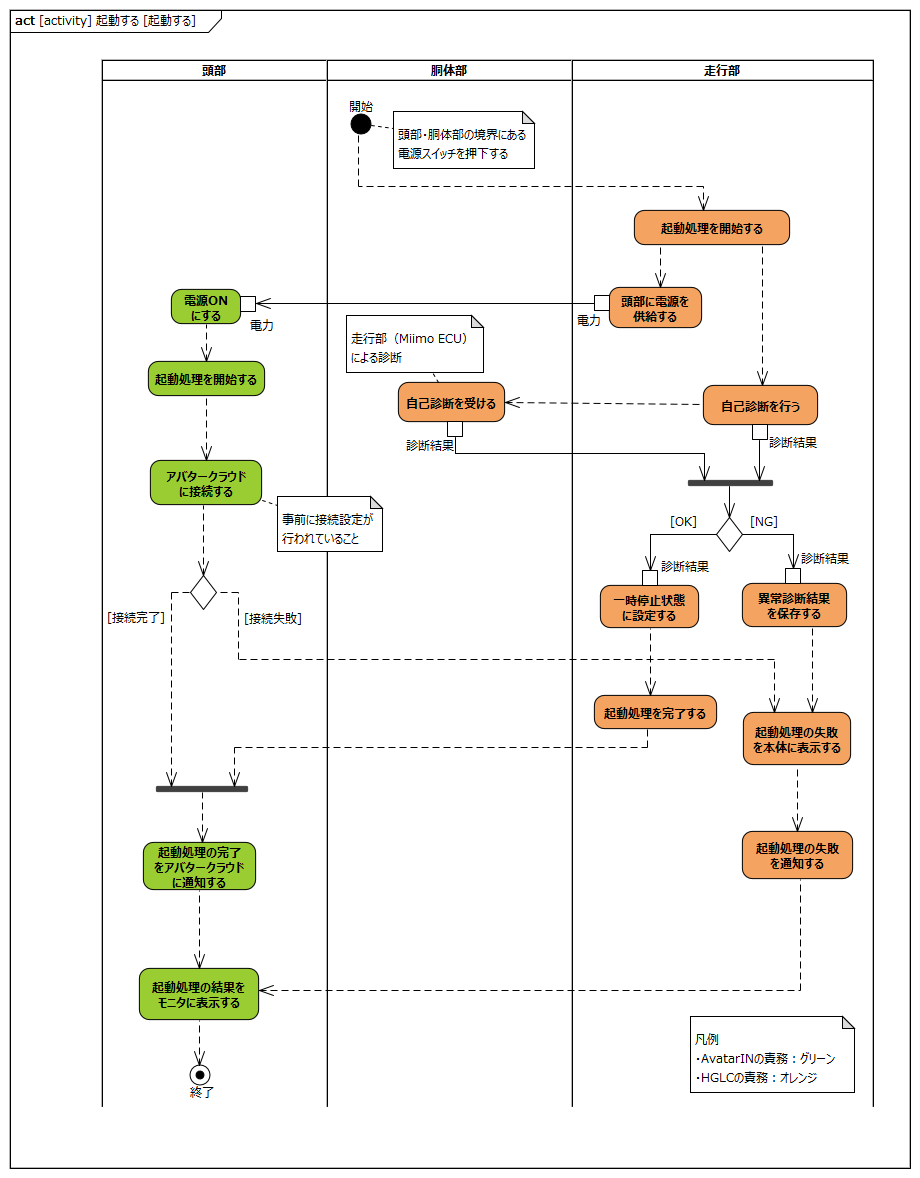 act [activity] 起動する [起動する]
頭部
胴体部
走行部
開始
頭部・胴体部の境界にある
電源スイッチを押下する
起動処理を開始する
電源ON
にする
電力
電力
頭部に電源を
供給する
走行部（Miimo ECU）
による診断
起動処理を開始する
自己診断を受ける
自己診断を行う
診断結果
診断結果
アバタークラウド
に接続する
事前に接続設定が
行われていること
[OK]
[NG]
診断結果
診断結果
一時停止状態
に設定する
異常診断結果
を保存する
[接続完了]
[接続失敗]
起動処理を完了する
起動処理の失敗
を本体に表示する
起動処理の完了
をアバタークラウド
に通知する
起動処理の失敗
を通知する
起動処理の結果を
モニタに表示する
終了
凡例
・AvatarINの責務：グリーン
・HGLCの責務：オレンジ